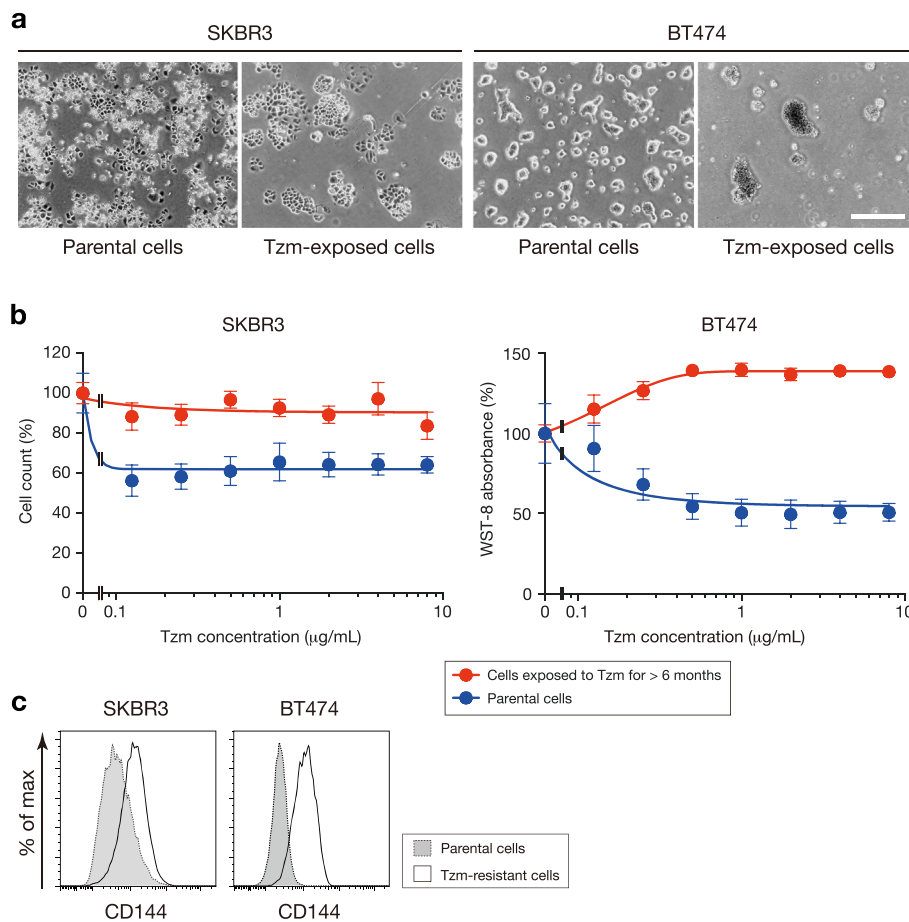 a
SKBR3
BT474
Parental cells
Tzm-exposed cells
Parental cells
Tzm-exposed cells
b
SKBR3
BT474
120
100
80
60
40
20
0
Cell count (%)
0 0.1 1 10
Tzm concentration (μg/mL)
150
100
50
0
WST-8 absorbance (%)
0 0.1 1 10
Tzm concentration (μg/mL)
Cells exposed to Tzm for > 6 months
Parental cells
c
SKBR3
BT474
% of max
CD144
CD144
Parental cells
Tzm-resistant cells